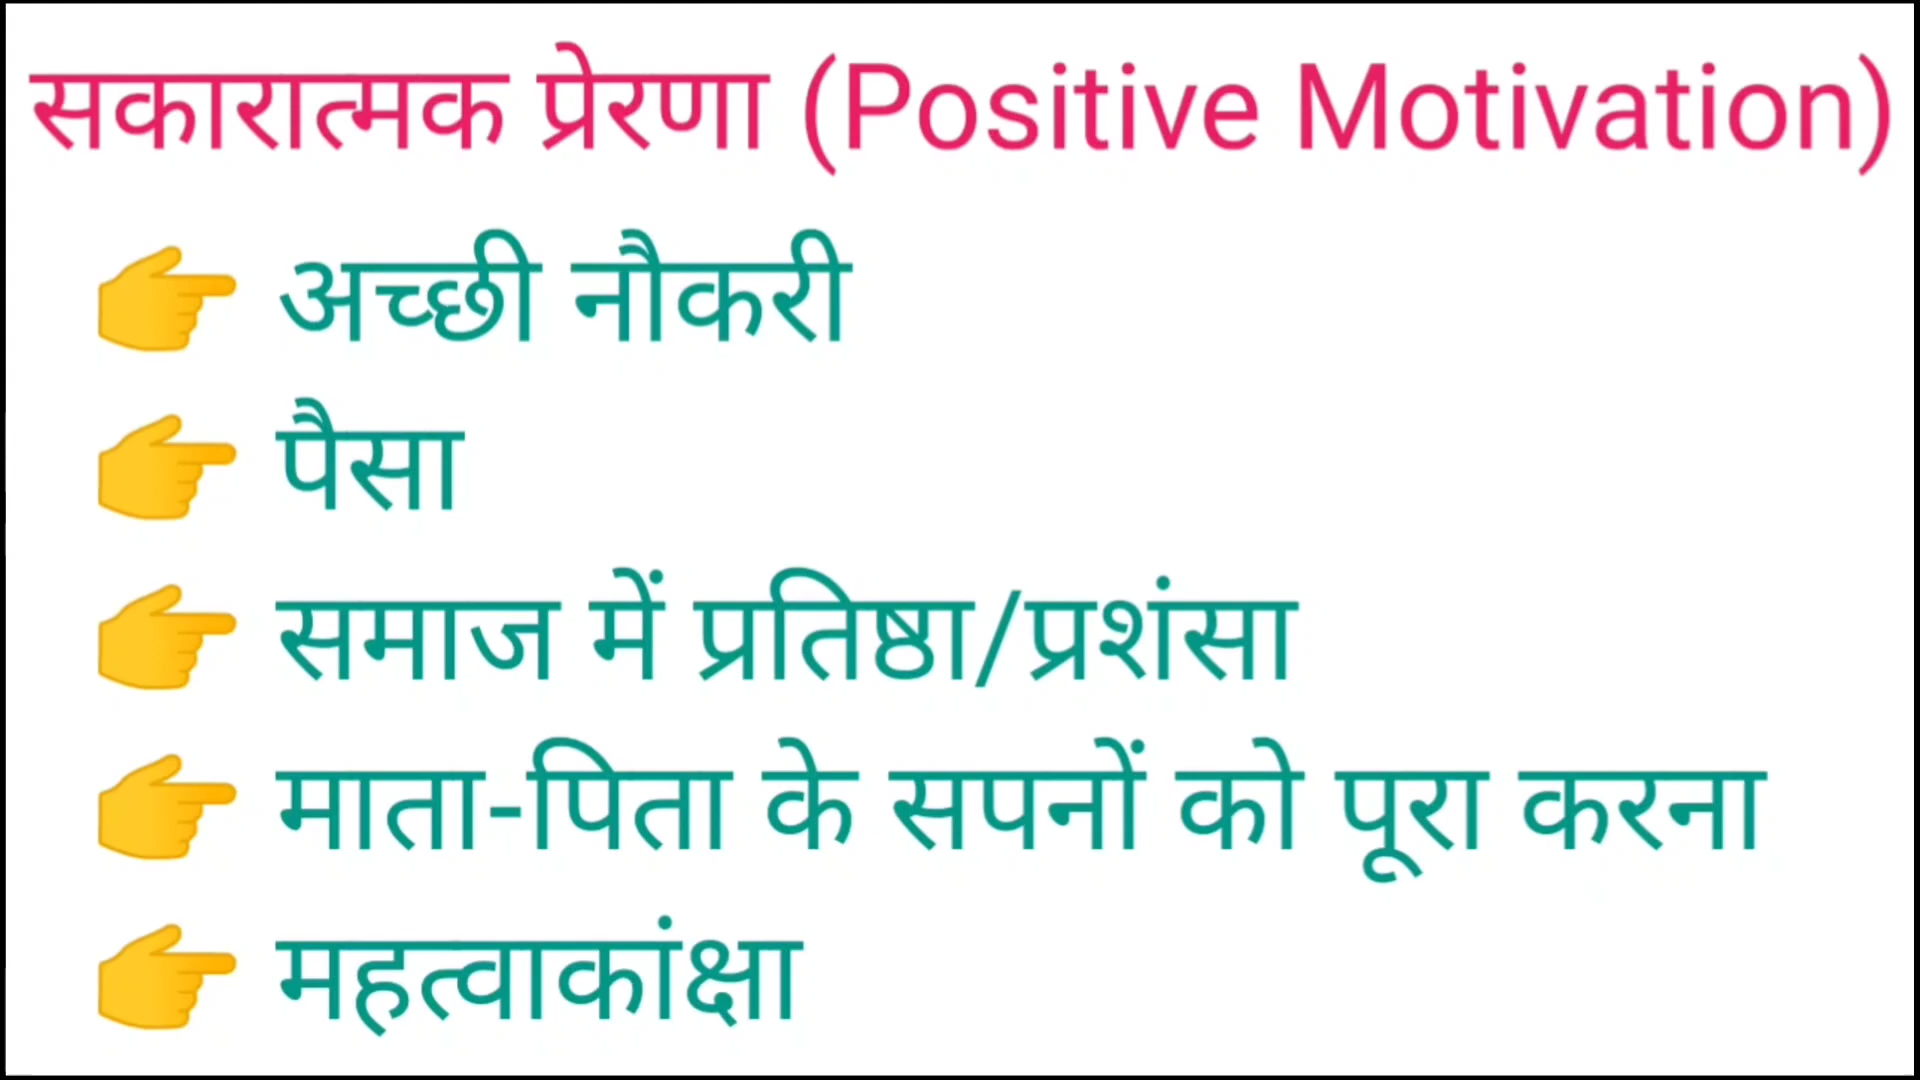 सकारात्मक प्रेरणा (Positive Motivation)
👉 अच्छी नौकरी
👉 पैसा
👉 समाज में प्रतिष्ठा/प्रशंसा
👉 माता-पिता के सपनों को पूरा करना
👉 महत्वाकांक्षा